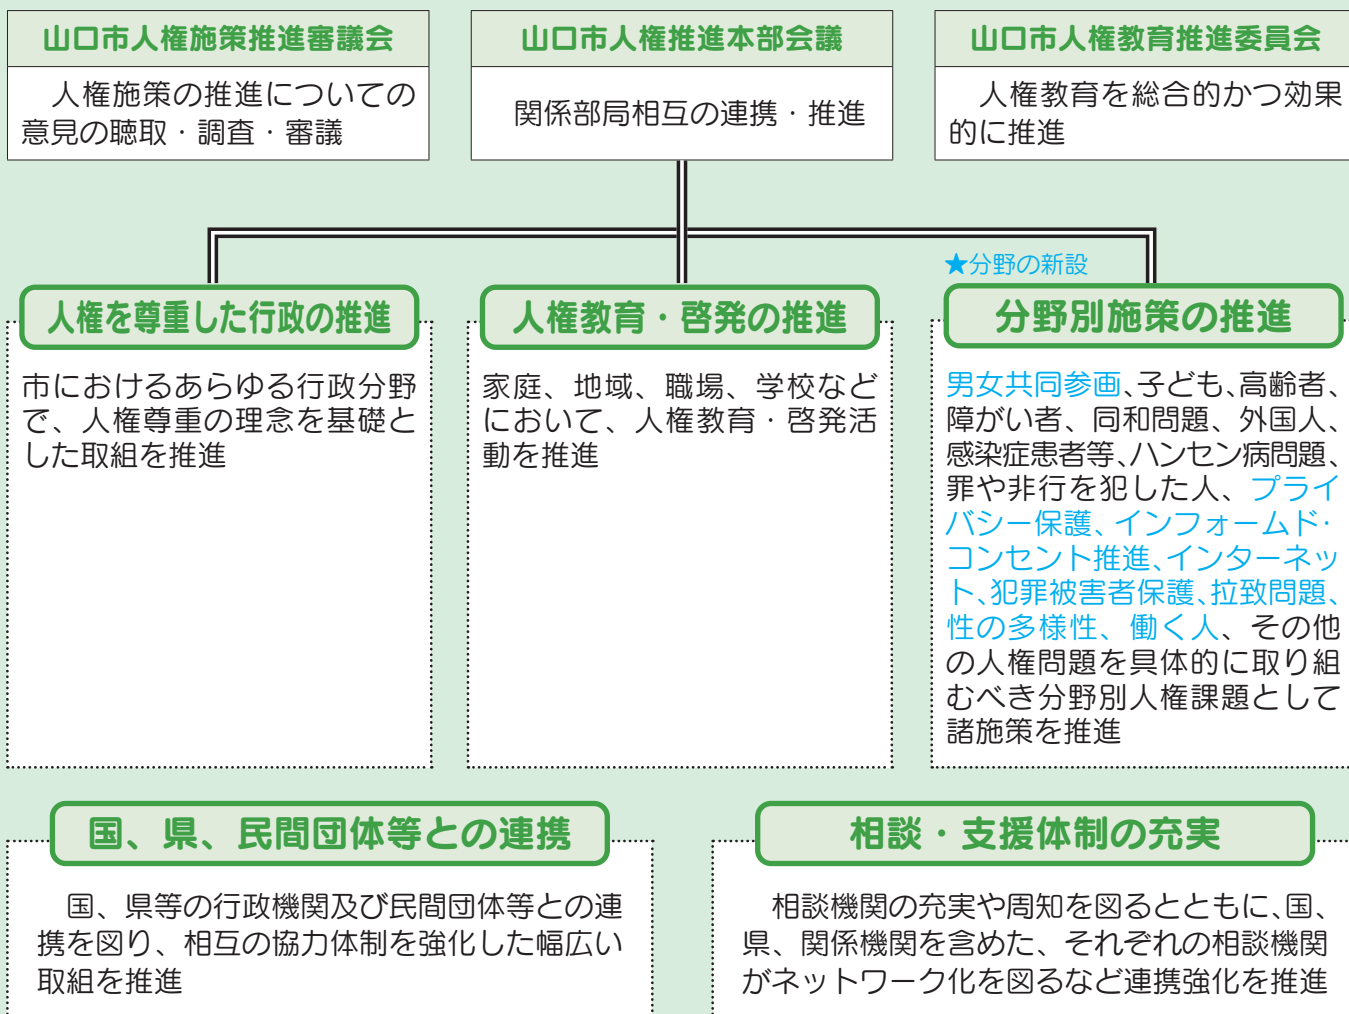 山口市人権施策推進審議会
人権施策の推進についての
意見の聴取・調査・審議
山口市人権推進本部会議
関係部局相互の連携・推進
山口市人権教育推進委員会
人権教育を総合的かつ効果
的に推進
人権を尊重した行政の推進
市におけるあらゆる行政分野
で、人権尊重の理念を基礎と
した取組を推進
人権教育・啓発の推進
家庭、地域、職場、学校など
において、人権教育・啓発活
動を推進
★分野の新設
分野別施策の推進
男女共同参画、子ども、高齢者、
障がい者、同和問題、外国人、
感染症患者等、ハンセン病問題、
罪や非行を犯した人、プライ
バシー保護、インフォームド・
コンセント推進、インターネッ
ト、犯罪被害者保護、拉致問題、
性の多様性、働く人、その他
の人権問題を具体的に取り組
むべき分野別人権課題として
諸施策を推進
国、県、民間団体等との連携
国、県等の行政機関及び民間団体等との連
携を図り、相互の協力体制を強化した幅広い
取組を推進
相談・支援体制の充実
相談機関の充実や周知を図るとともに、国、
県、関係機関を含めた、それぞれの相談機関
がネットワーク化を図るなど連携強化を推進